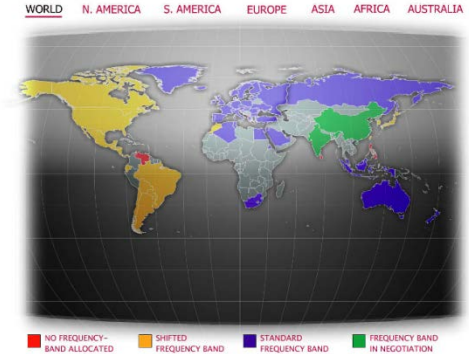 WORLD N. AMERICA S. AMERICA EUROPE ASIA AFRICA AUSTRALIA
NO FREQUENCY-
BAND ALLOCATED
SHIFTED
FREQUENCY BAND
STANDARD
FREQUENCY BAND
FREQUENCY BAND
IN NEGOTIATION